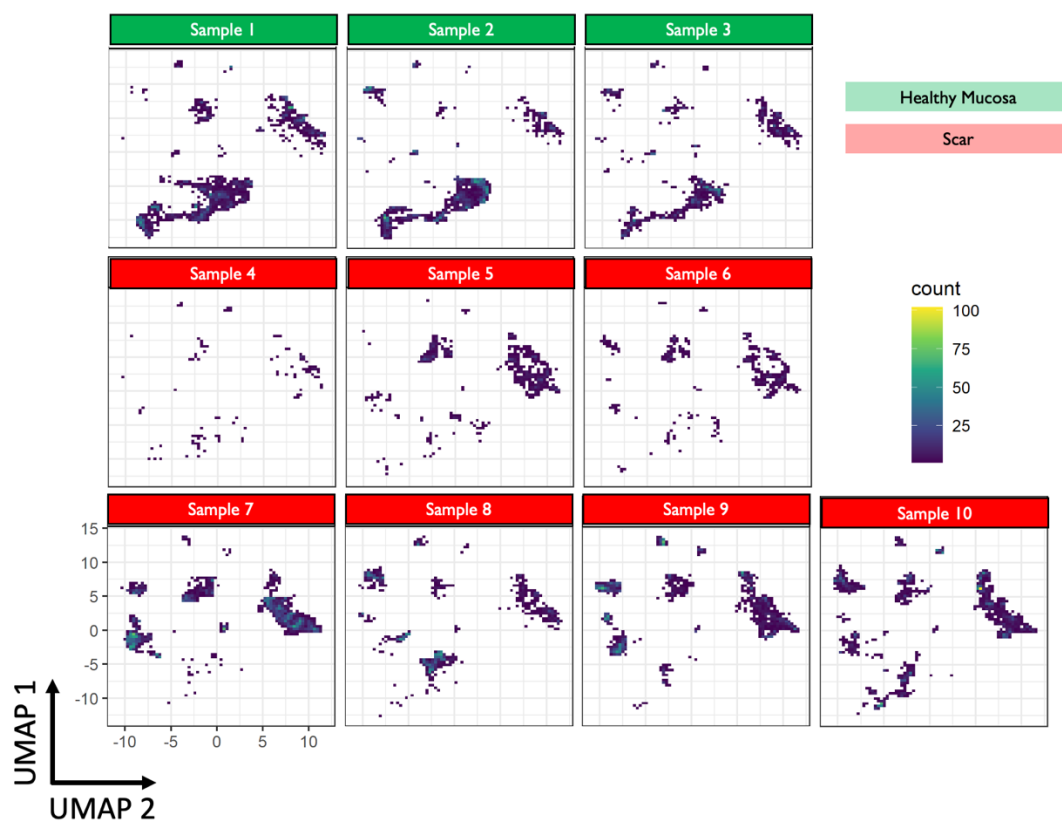 Sample 1
Sample 2
Sample 3
Healthy Mucosa
Scar
Sample 4
Sample 5
Sample 6
count
100
75
50
25
Sample 7
Sample 8
Sample 9
Sample 10
15
10
5
0
-5
-10
-10 -5 0 5 10
UMAP 1
UMAP 2